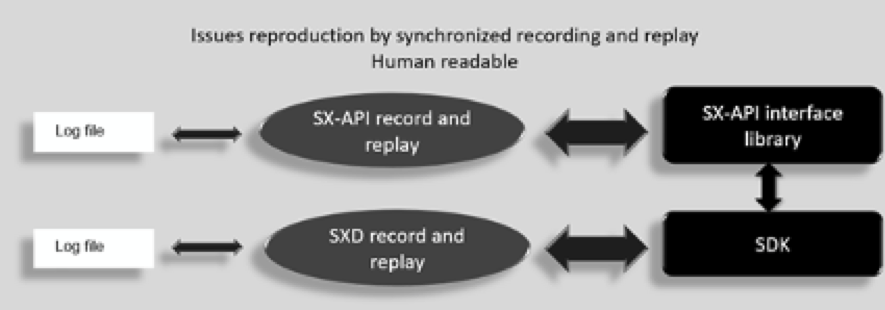 Issues reproduction by synchronized recording and replay
Human readable
Log file
SX-API record and
replay
SX-API interface
library
Log file
SXD record and
replay
SDK